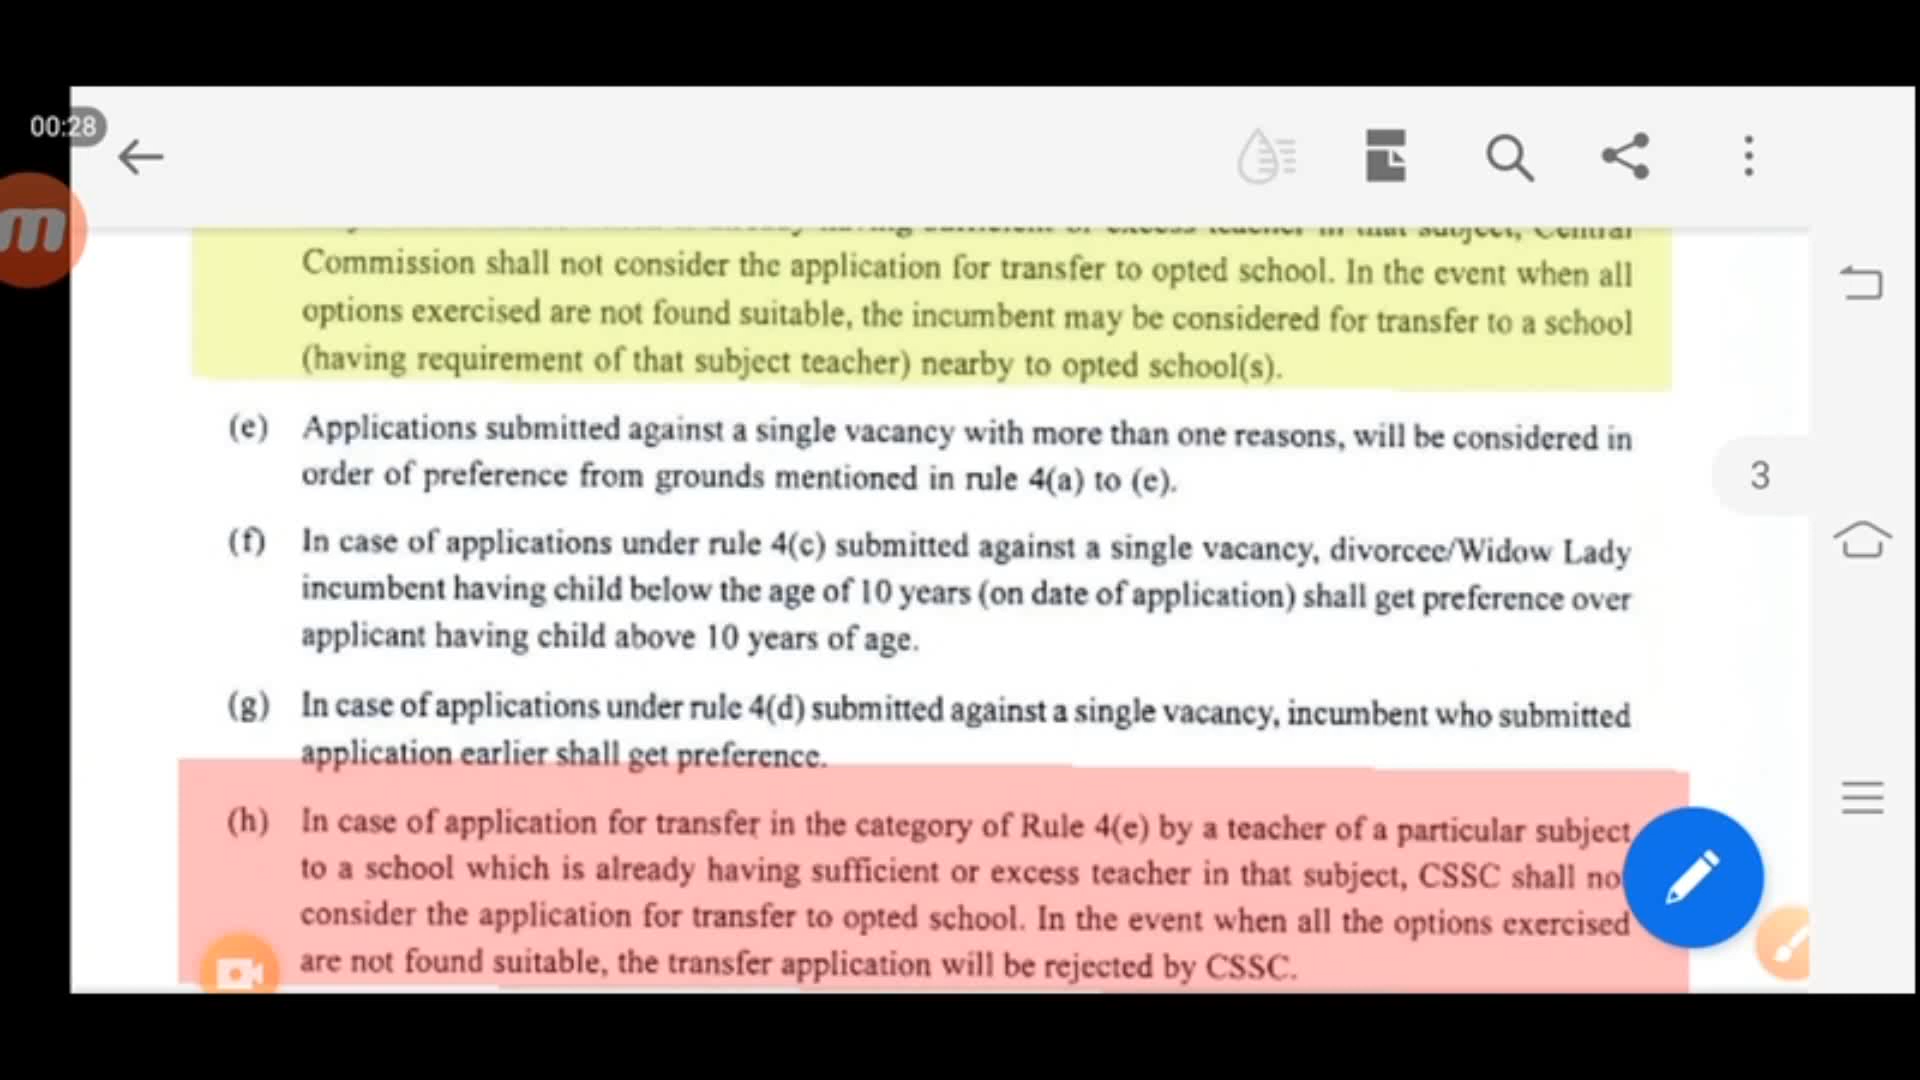 00:28
m
subject, Central
Commission shall not consider the application for transfer to opted school. In the event when all
options exercised are not found suitable, the incumbent may be considered for transfer to a school
(having requirement of that subject teacher) nearby to opted school(s).
(e) Applications submitted against a single vacancy with more than one reasons, will be considered in
order of preference from grounds mentioned in rule 4(a) to (e).
3
(f) In case of applications under rule 4(c) submitted against a single vacancy, divorcee/Widow Lady
incumbent having child below the age of 10 years (on date of application) shall get preference over
applicant having child above 10 years of age.
(g) In case of applications under rule 4(d) submitted against a single vacancy, incumbent who submitted
application earlier shall get preference.
(h) In case of application for transfer in the category of Rule 4(e) by a teacher of a particular subject
to a school which is already having sufficient or excess teacher in that subject, CSSC shall no
consider the application for transfer to opted school. In the event when all the options exercised
are not found suitable, the transfer application will be rejected by CSSC.